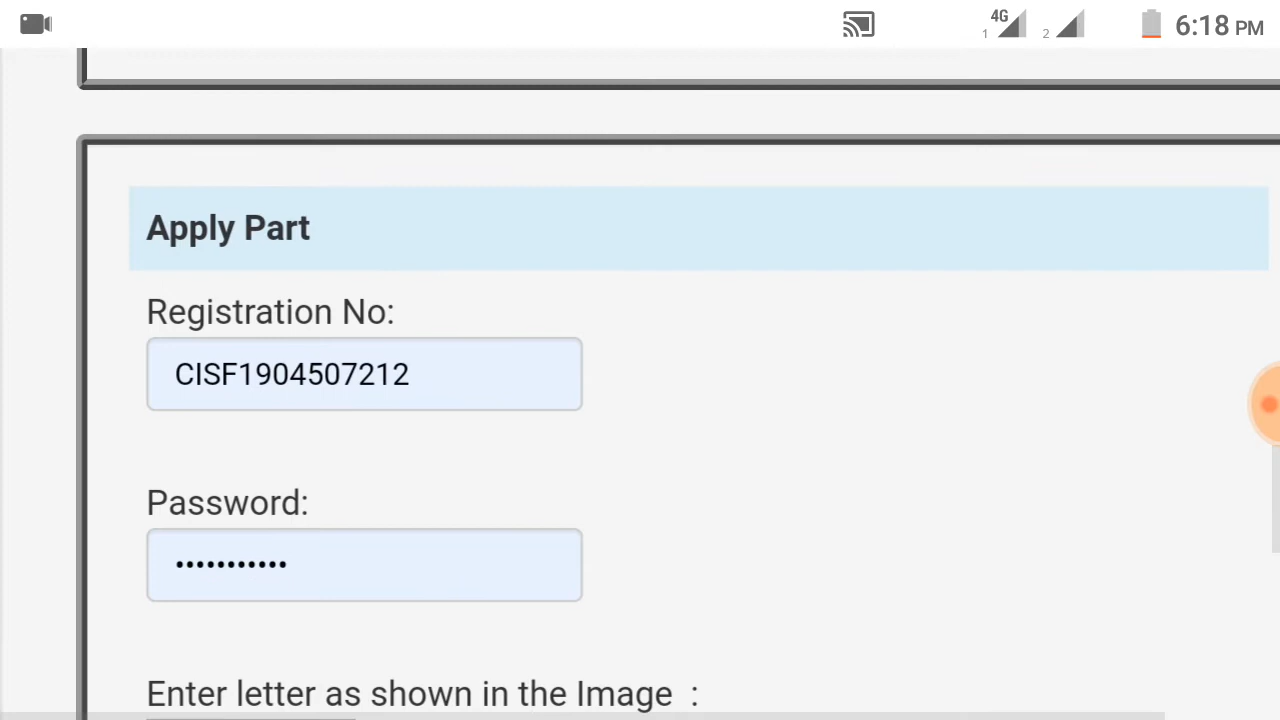 4G
1
2
6:18 PM
Apply Part
Registration No:
CISF1904507212
Password:
•••••••••••
Enter letter as shown in the Image :